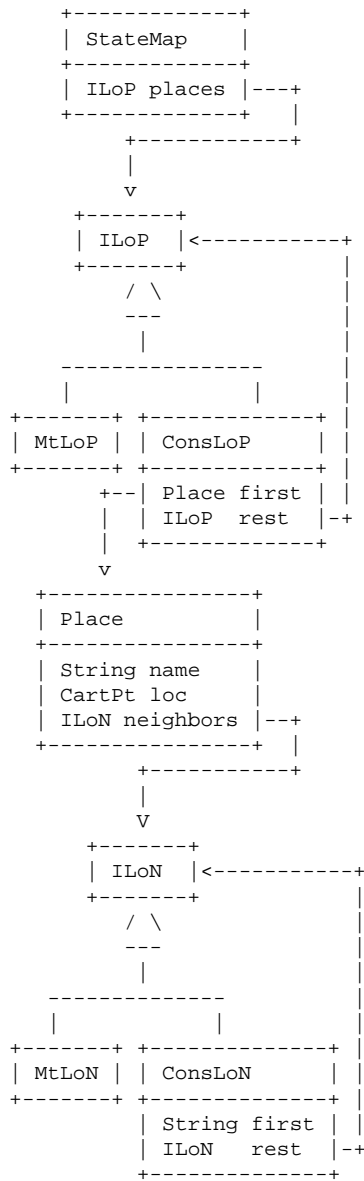 StateMap
ILoP places
ILoP
MtLoP ConsLoP
Place first
ILoP rest
Place
String name
CartPt loc
ILoN neighbors
ILoN
MtLoN ConsLoN
String first
ILoN rest